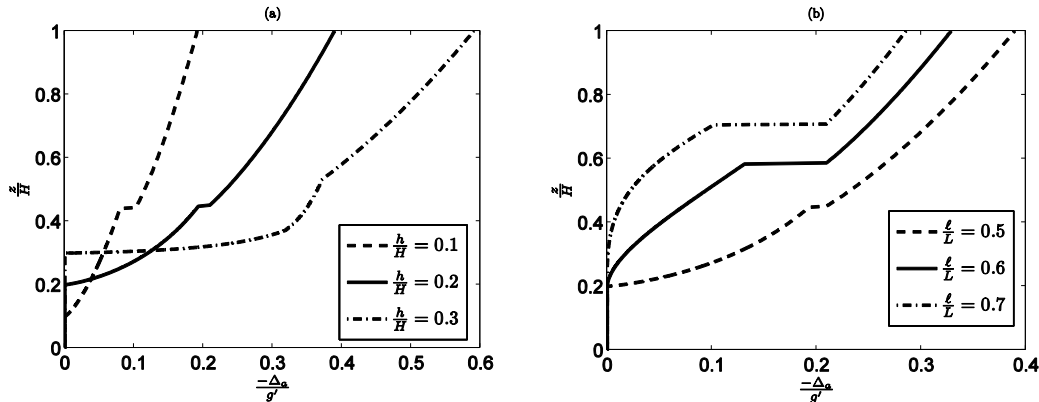 (a)
1
0.8
0.6
0.4
0.2
0
z/H
0 0.1 0.2 0.3 0.4 0.5 0.6
−Δₐ/g′
h/H = 0.1
h/H = 0.2
h/H = 0.3
(b)
1
0.8
0.6
0.4
0.2
0
z/H
0 0.1 0.2 0.3 0.4
−Δₐ/g′
ℓ/L = 0.5
ℓ/L = 0.6
ℓ/L = 0.7